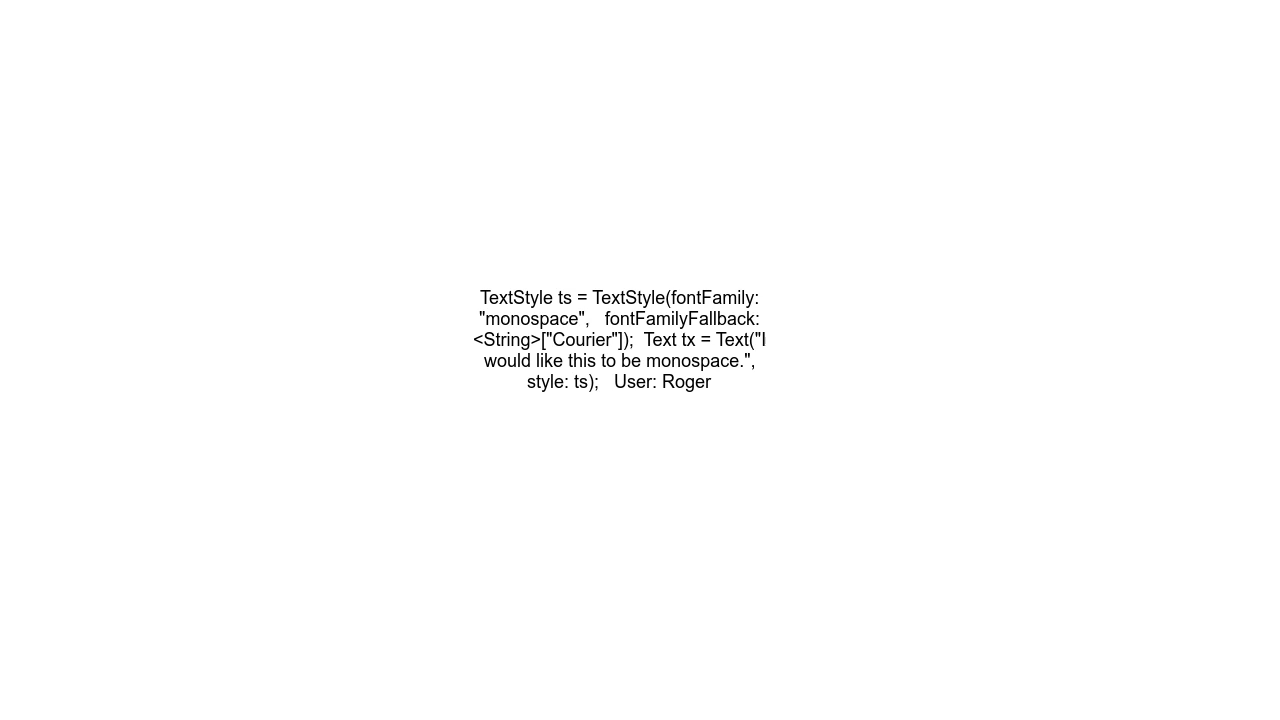 TextStyle ts = TextStyle(fontFamily:
"monospace",   fontFamilyFallback:
<String>["Courier"]);  Text tx = Text("I
would like this to be monospace.",
style: ts);   User: Roger